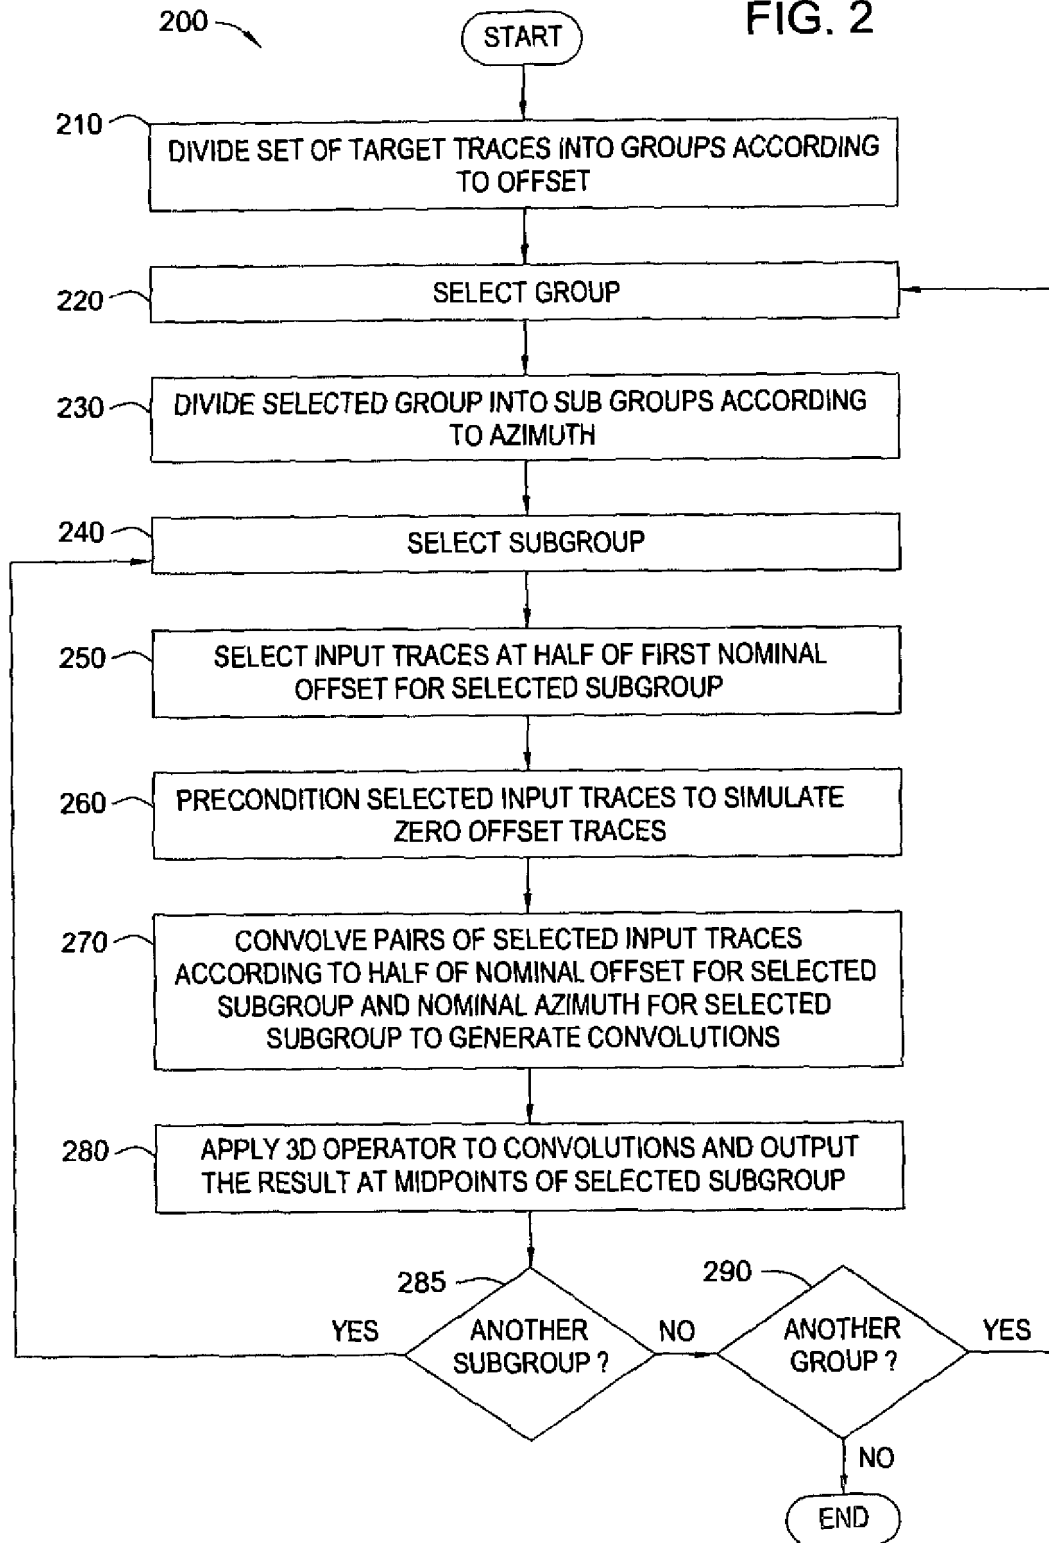 FIG. 2
200
START
210
DIVIDE SET OF TARGET TRACES INTO GROUPS ACCORDING
TO OFFSET
220
SELECT GROUP
230
DIVIDE SELECTED GROUP INTO SUB GROUPS ACCORDING
TO AZIMUTH
240
SELECT SUBGROUP
250
SELECT INPUT TRACES AT HALF OF FIRST NOMINAL
OFFSET FOR SELECTED SUBGROUP
260
PRECONDITION SELECTED INPUT TRACES TO SIMULATE
ZERO OFFSET TRACES
270
CONVOLVE PAIRS OF SELECTED INPUT TRACES
ACCORDING TO HALF OF NOMINAL OFFSET FOR SELECTED
SUBGROUP AND NOMINAL AZIMUTH FOR SELECTED
SUBGROUP TO GENERATE CONVOLUTIONS
280
APPLY 3D OPERATOR TO CONVOLUTIONS AND OUTPUT
THE RESULT AT MIDPOINTS OF SELECTED SUBGROUP
285
290
YES
ANOTHER
SUBGROUP ?
NO
ANOTHER
GROUP ?
YES
NO
END